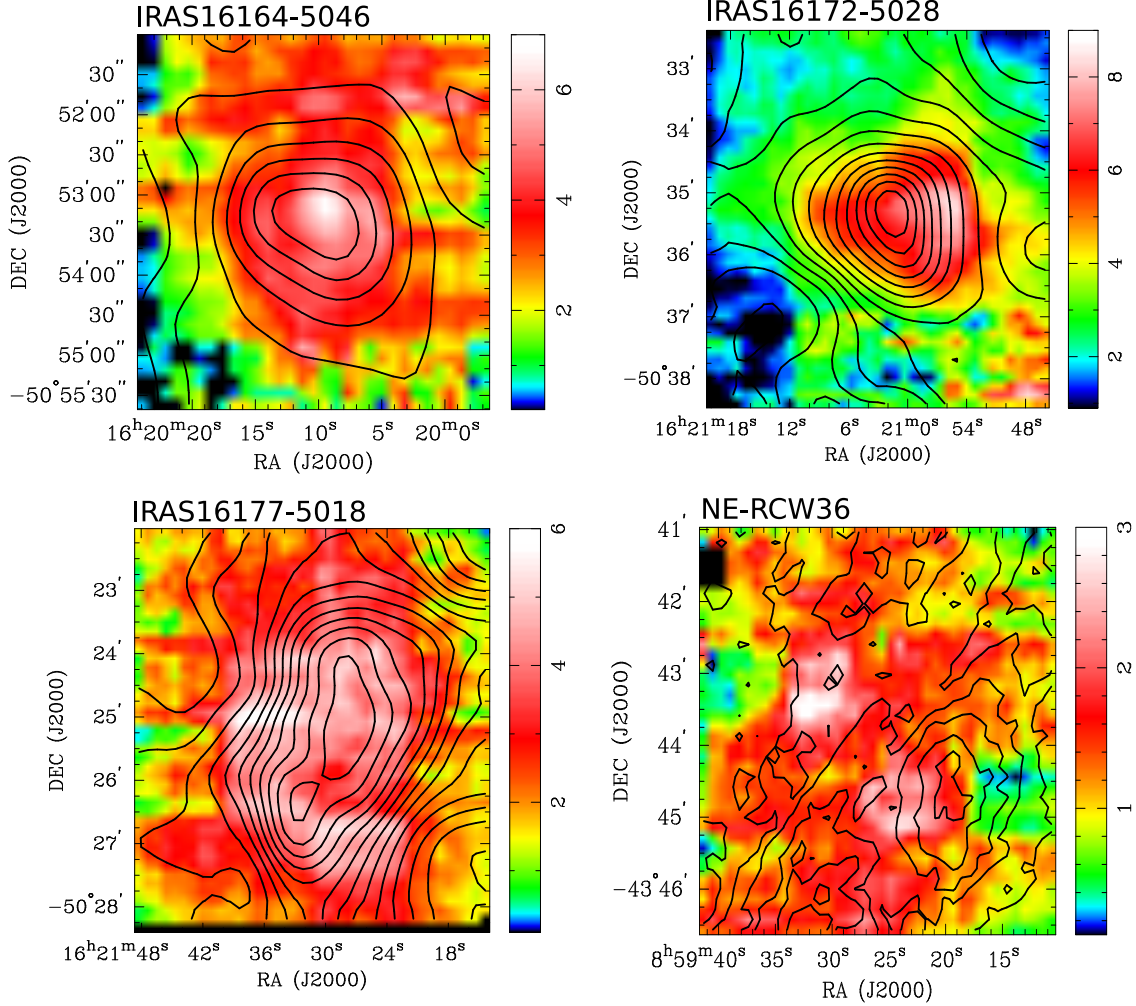 IRAS16164-5046
30"
52'00"
30"
53'00"
30"
54'00"
30"
55'00"
−50°55'30"
DEC (J2000)
16ʰ20ᵐ20ˢ 15ˢ 10ˢ 5ˢ 20ᵐ0ˢ
RA (J2000)
6
4
2
IRAS16172-5028
33'
34'
35'
36'
37'
−50°38'
DEC (J2000)
16ʰ21ᵐ18ˢ 12ˢ 6ˢ 21ᵐ0ˢ 54ˢ 48ˢ
RA (J2000)
8
6
4
2
IRAS16177-5018
23'
24'
25'
26'
27'
−50°28'
DEC (J2000)
16ʰ21ᵐ48ˢ 42ˢ 36ˢ 30ˢ 24ˢ 18ˢ
RA (J2000)
6
4
2
NE-RCW36
41'
42'
43'
44'
45'
−43°46'
DEC (J2000)
8ʰ59ᵐ40ˢ 35ˢ 30ˢ 25ˢ 20ˢ 15ˢ
RA (J2000)
3
2
1